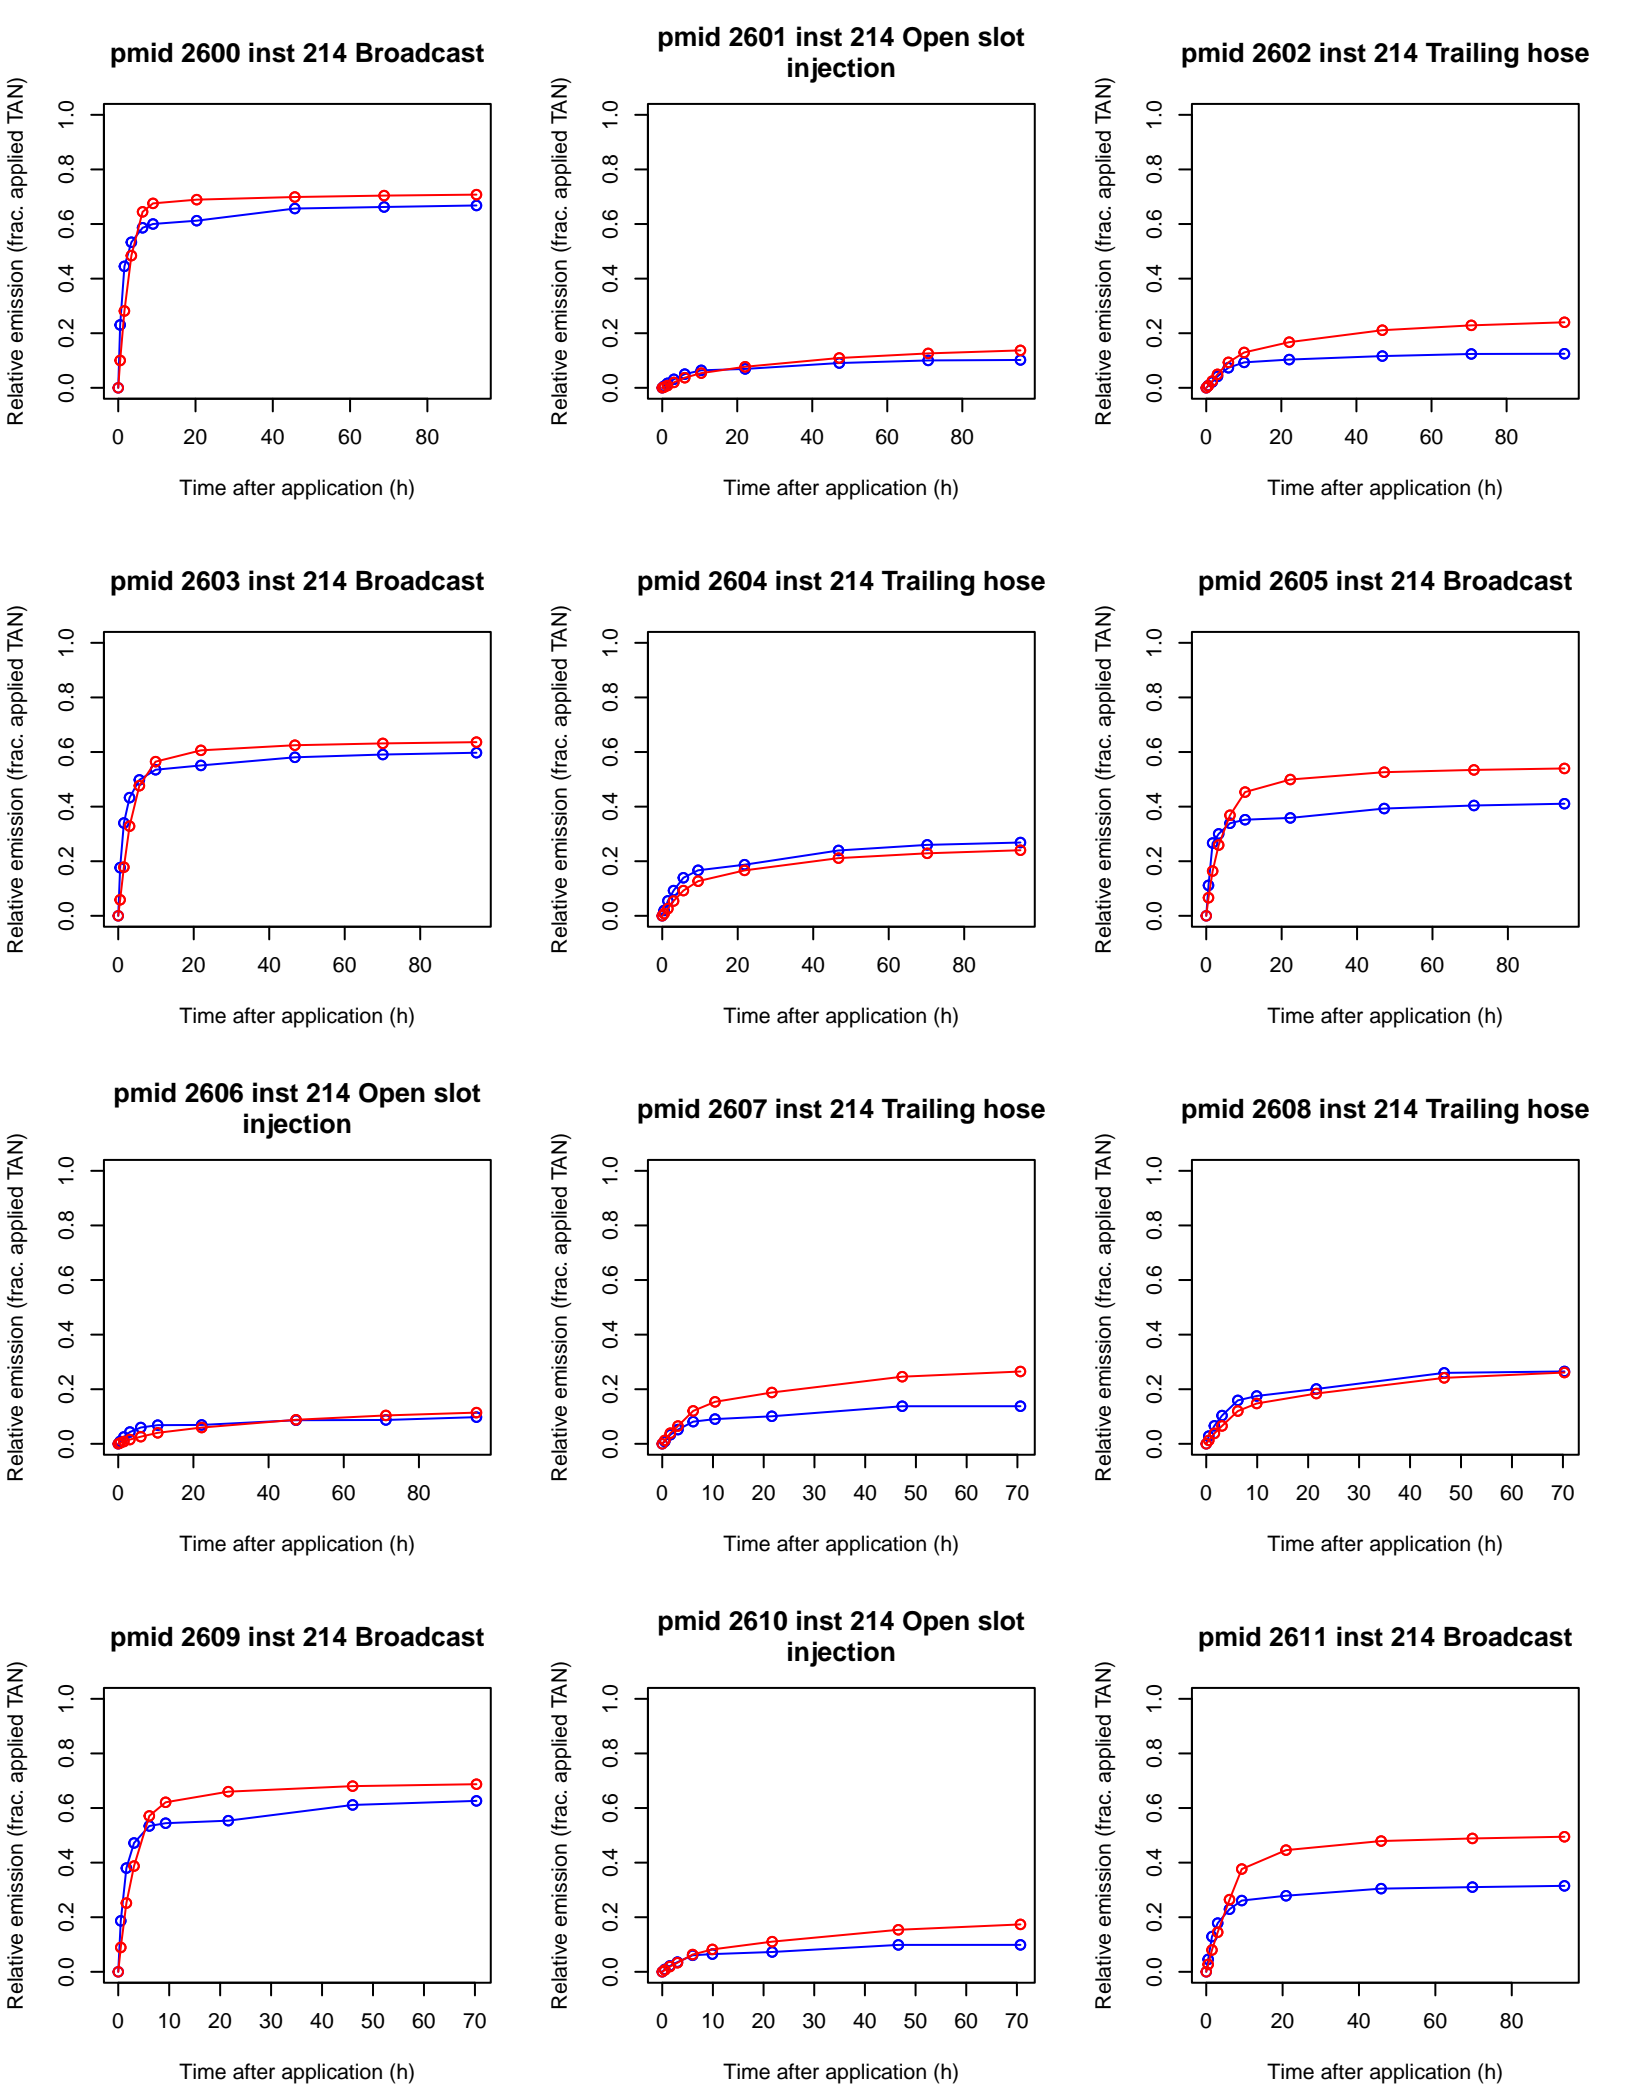 pmid 2600 inst 214 Broadcast
Relative emission (frac. applied TAN)
0.0 0.2 0.4 0.6 0.8 1.0
0 20 40 60 80
Time after application (h)
pmid 2601 inst 214 Open slot
injection
Relative emission (frac. applied TAN)
0.0 0.2 0.4 0.6 0.8 1.0
0 20 40 60 80
Time after application (h)
pmid 2602 inst 214 Trailing hose
Relative emission (frac. applied TAN)
0.0 0.2 0.4 0.6 0.8 1.0
0 20 40 60 80
Time after application (h)
pmid 2603 inst 214 Broadcast
Relative emission (frac. applied TAN)
0.0 0.2 0.4 0.6 0.8 1.0
0 20 40 60 80
Time after application (h)
pmid 2604 inst 214 Trailing hose
Relative emission (frac. applied TAN)
0.0 0.2 0.4 0.6 0.8 1.0
0 20 40 60 80
Time after application (h)
pmid 2605 inst 214 Broadcast
Relative emission (frac. applied TAN)
0.0 0.2 0.4 0.6 0.8 1.0
0 20 40 60 80
Time after application (h)
pmid 2606 inst 214 Open slot
injection
Relative emission (frac. applied TAN)
0.0 0.2 0.4 0.6 0.8 1.0
0 20 40 60 80
Time after application (h)
pmid 2607 inst 214 Trailing hose
Relative emission (frac. applied TAN)
0.0 0.2 0.4 0.6 0.8 1.0
0 10 20 30 40 50 60 70
Time after application (h)
pmid 2608 inst 214 Trailing hose
Relative emission (frac. applied TAN)
0.0 0.2 0.4 0.6 0.8 1.0
0 10 20 30 40 50 60 70
Time after application (h)
pmid 2609 inst 214 Broadcast
Relative emission (frac. applied TAN)
0.0 0.2 0.4 0.6 0.8 1.0
0 10 20 30 40 50 60 70
Time after application (h)
pmid 2610 inst 214 Open slot
injection
Relative emission (frac. applied TAN)
0.0 0.2 0.4 0.6 0.8 1.0
0 10 20 30 40 50 60 70
Time after application (h)
pmid 2611 inst 214 Broadcast
Relative emission (frac. applied TAN)
0.0 0.2 0.4 0.6 0.8 1.0
0 20 40 60 80
Time after application (h)